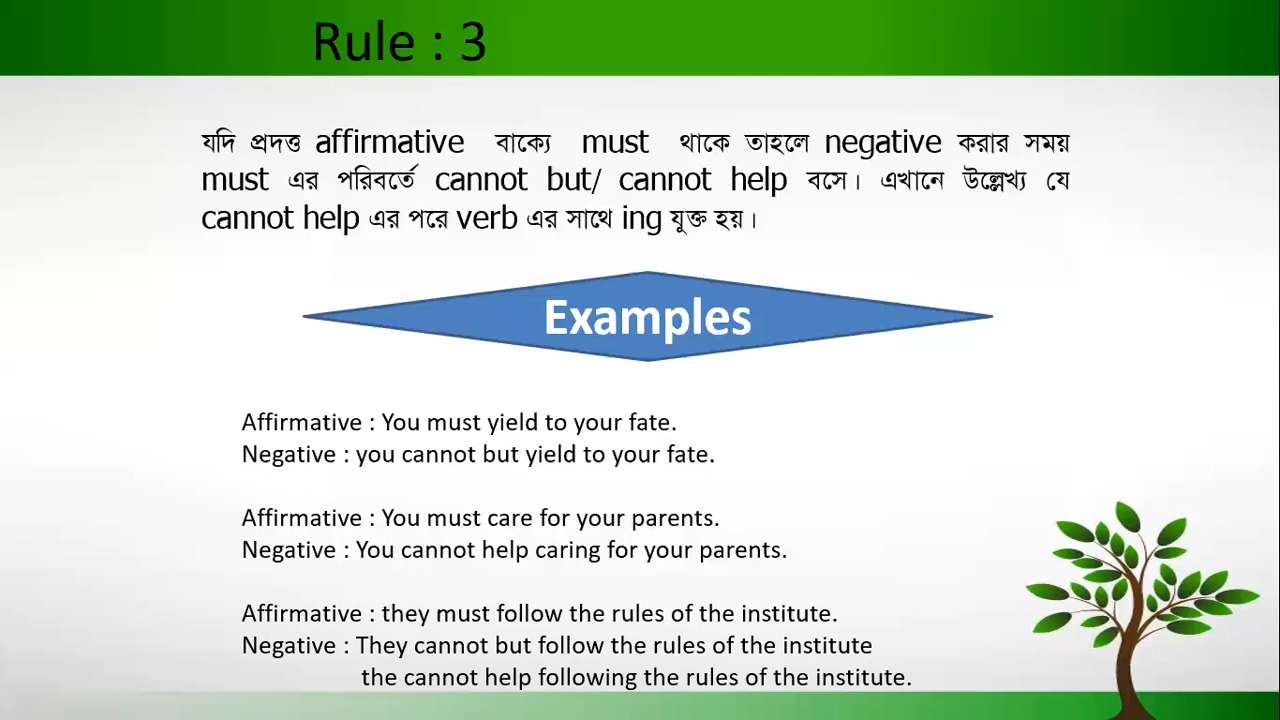 Rule : 3
যদি প্রদত্ত affirmative বাক্যে must থাকে তাহলে negative করার সময়
must এর পরিবর্তে cannot but/ cannot help বসে। এখানে উল্লেখ্য যে
cannot help এর পরে verb এর সাথে ing যুক্ত হয়।
Examples
Affirmative : You must yield to your fate.
Negative : you cannot but yield to your fate.
Affirmative : You must care for your parents.
Negative : You cannot help caring for your parents.
Affirmative : they must follow the rules of the institute.
Negative : They cannot but follow the rules of the institute
the cannot help following the rules of the institute.